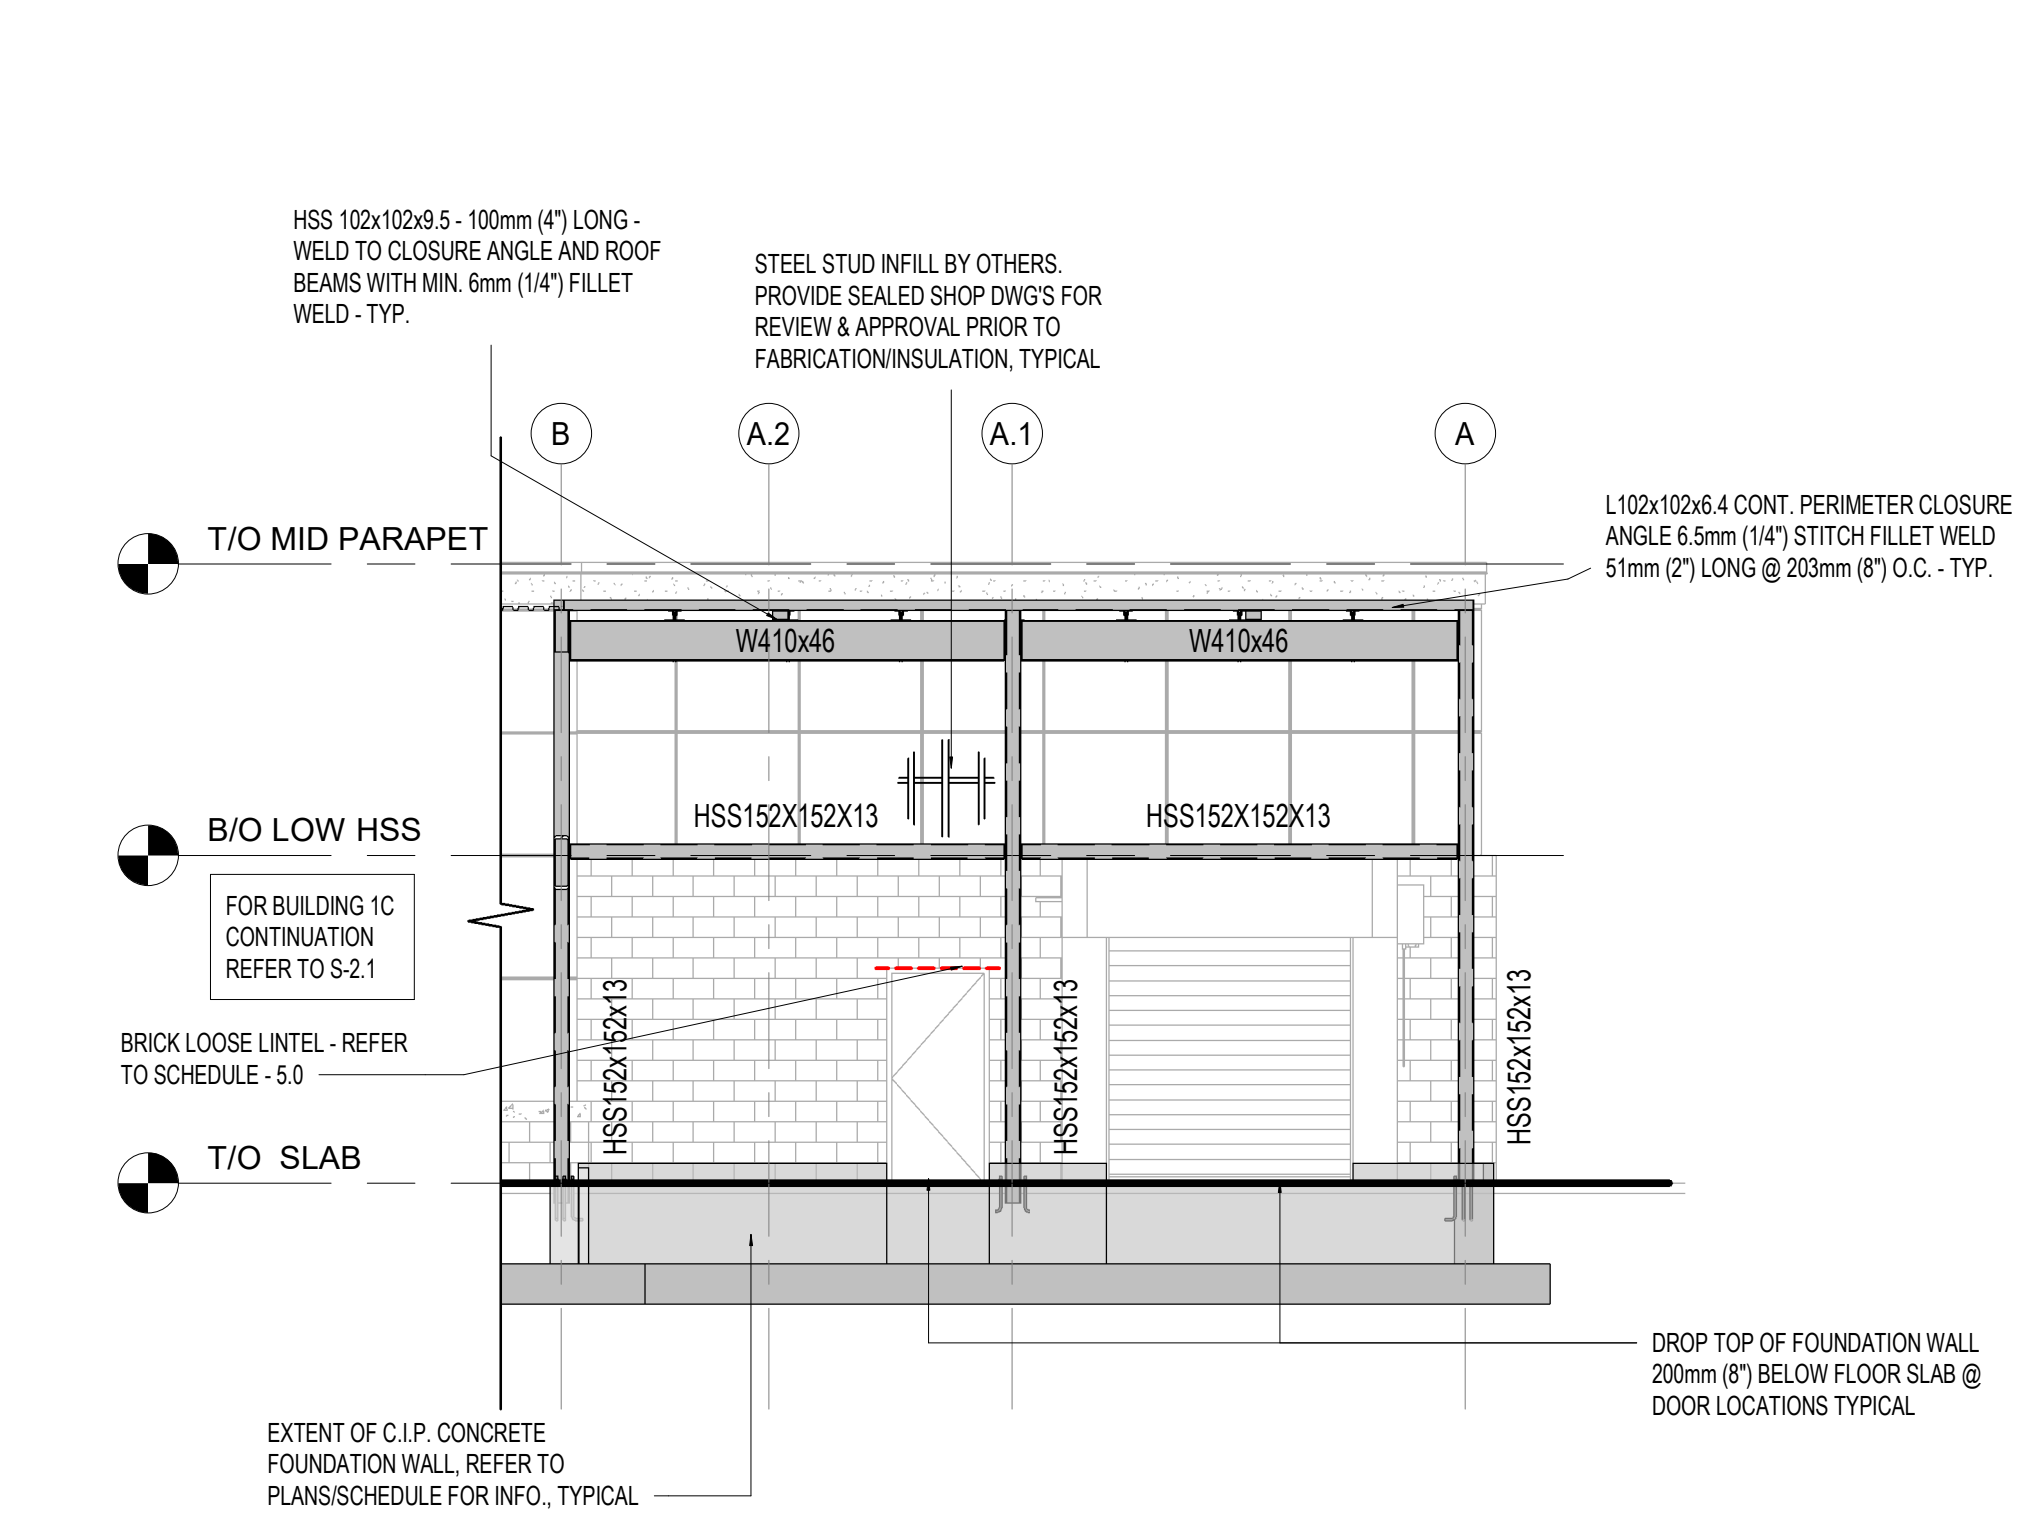 HSS 102x102x9.5 - 100mm (4") LONG -
WELD TO CLOSURE ANGLE AND ROOF
BEAMS WITH MIN. 6mm (1/4") FILLET
WELD - TYP.
STEEL STUD INFILL BY OTHERS.
PROVIDE SEALED SHOP DWG'S FOR
REVIEW & APPROVAL PRIOR TO
FABRICATION/INSULATION, TYPICAL
B
A.2
A.1
A
L102x102x6.4 CONT. PERIMETER CLOSURE
ANGLE 6.5mm (1/4") STITCH FILLET WELD
51mm (2") LONG @ 203mm (8") O.C. - TYP.
T/O MID PARAPET
W410x46
W410x46
HSS152X152X13
HSS152X152X13
B/O LOW HSS
FOR BUILDING 1C
CONTINUATION
REFER TO S-2.1
BRICK LOOSE LINTEL - REFER
TO SCHEDULE - 5.0
HSS152x152x13
HSS152x152x13
HSS152x152x13
T/O SLAB
DROP TOP OF FOUNDATION WALL
200mm (8") BELOW FLOOR SLAB @
DOOR LOCATIONS TYPICAL
EXTENT OF C.I.P. CONCRETE
FOUNDATION WALL, REFER TO
PLANS/SCHEDULE FOR INFO., TYPICAL